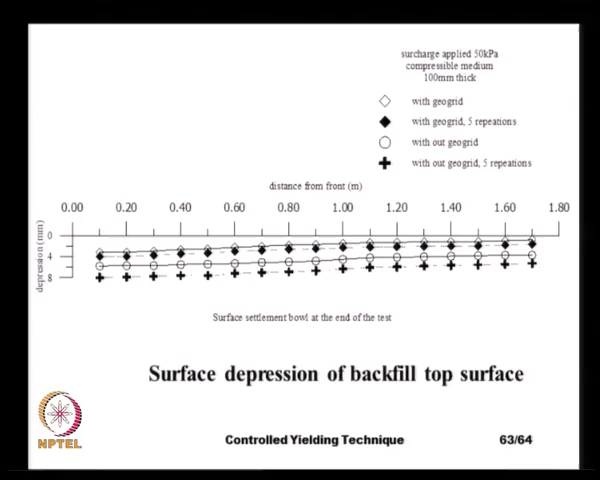 surcharge applied 50kPa
compressible medium
100mm thick
with geogrid
with geogrid, 5 repeations
with out geogrid
with out geogrid, 5 repeations
distance from front (m)
0.00 0.20 0.40 0.60 0.80 1.00 1.20 1.40 1.60 1.80
depression (mm)
0
4
8
Surface settlement bowl at the end of the test
Surface depression of backfill top surface
NPTEL
Controlled Yielding Technique
63/64